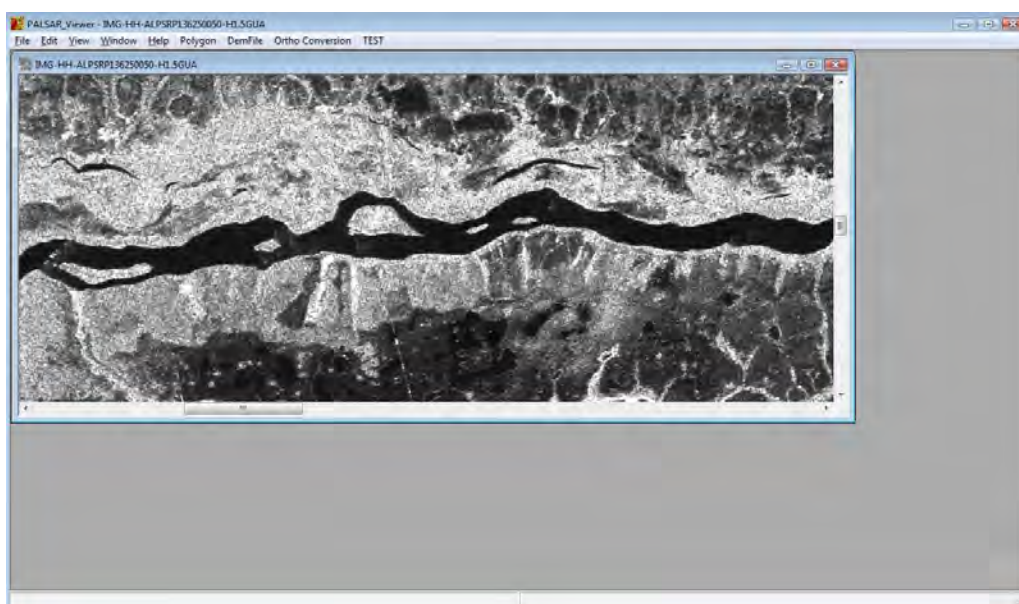 PALSAR_Viewer - IMG-HH-ALPSRP136250050-H1.5GUA
File Edit View Window Help Polygon DemFile Ortho Conversion TEST
IMG-HH-ALPSRP136250050-H1.5GUA